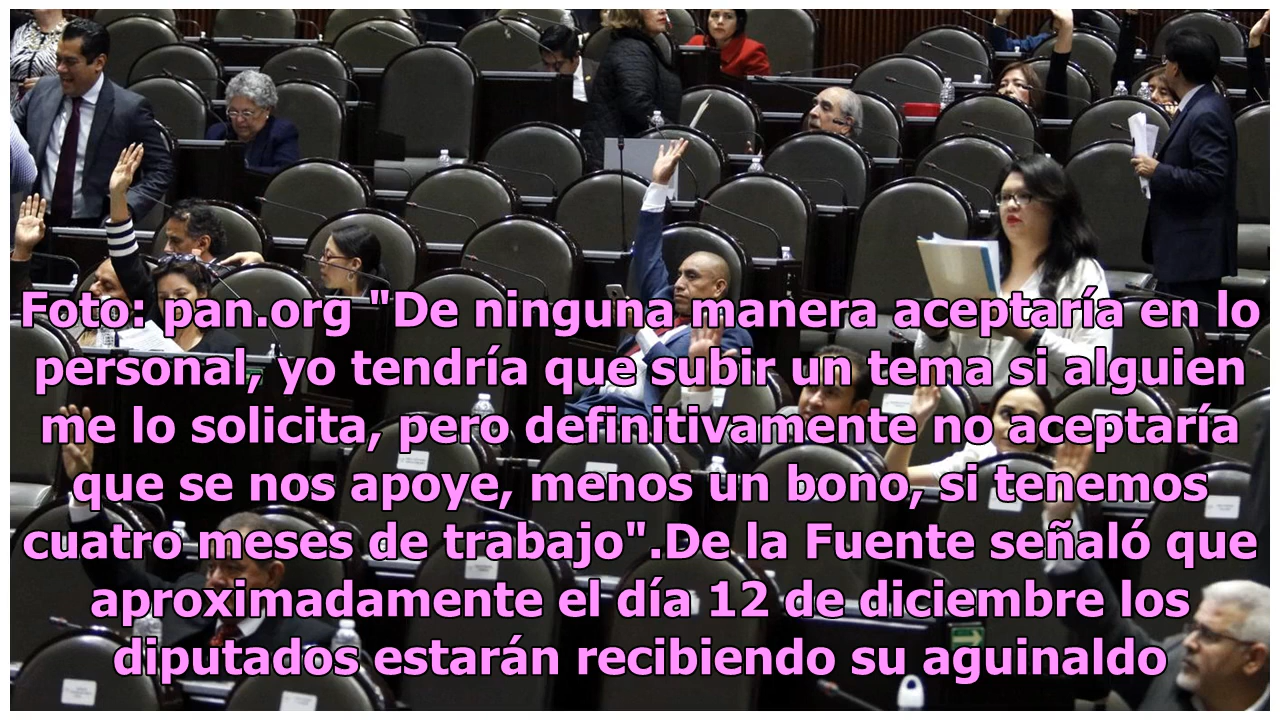 Foto: pan.org "De ninguna manera aceptaría en lo
personal, yo tendría que subir un tema si alguien
me lo solicita, pero definitivamente no aceptaría
que se nos apoye, menos un bono, si tenemos
cuatro meses de trabajo".De la Fuente señaló que
aproximadamente el día 12 de diciembre los
diputados estarán recibiendo su aguinaldo